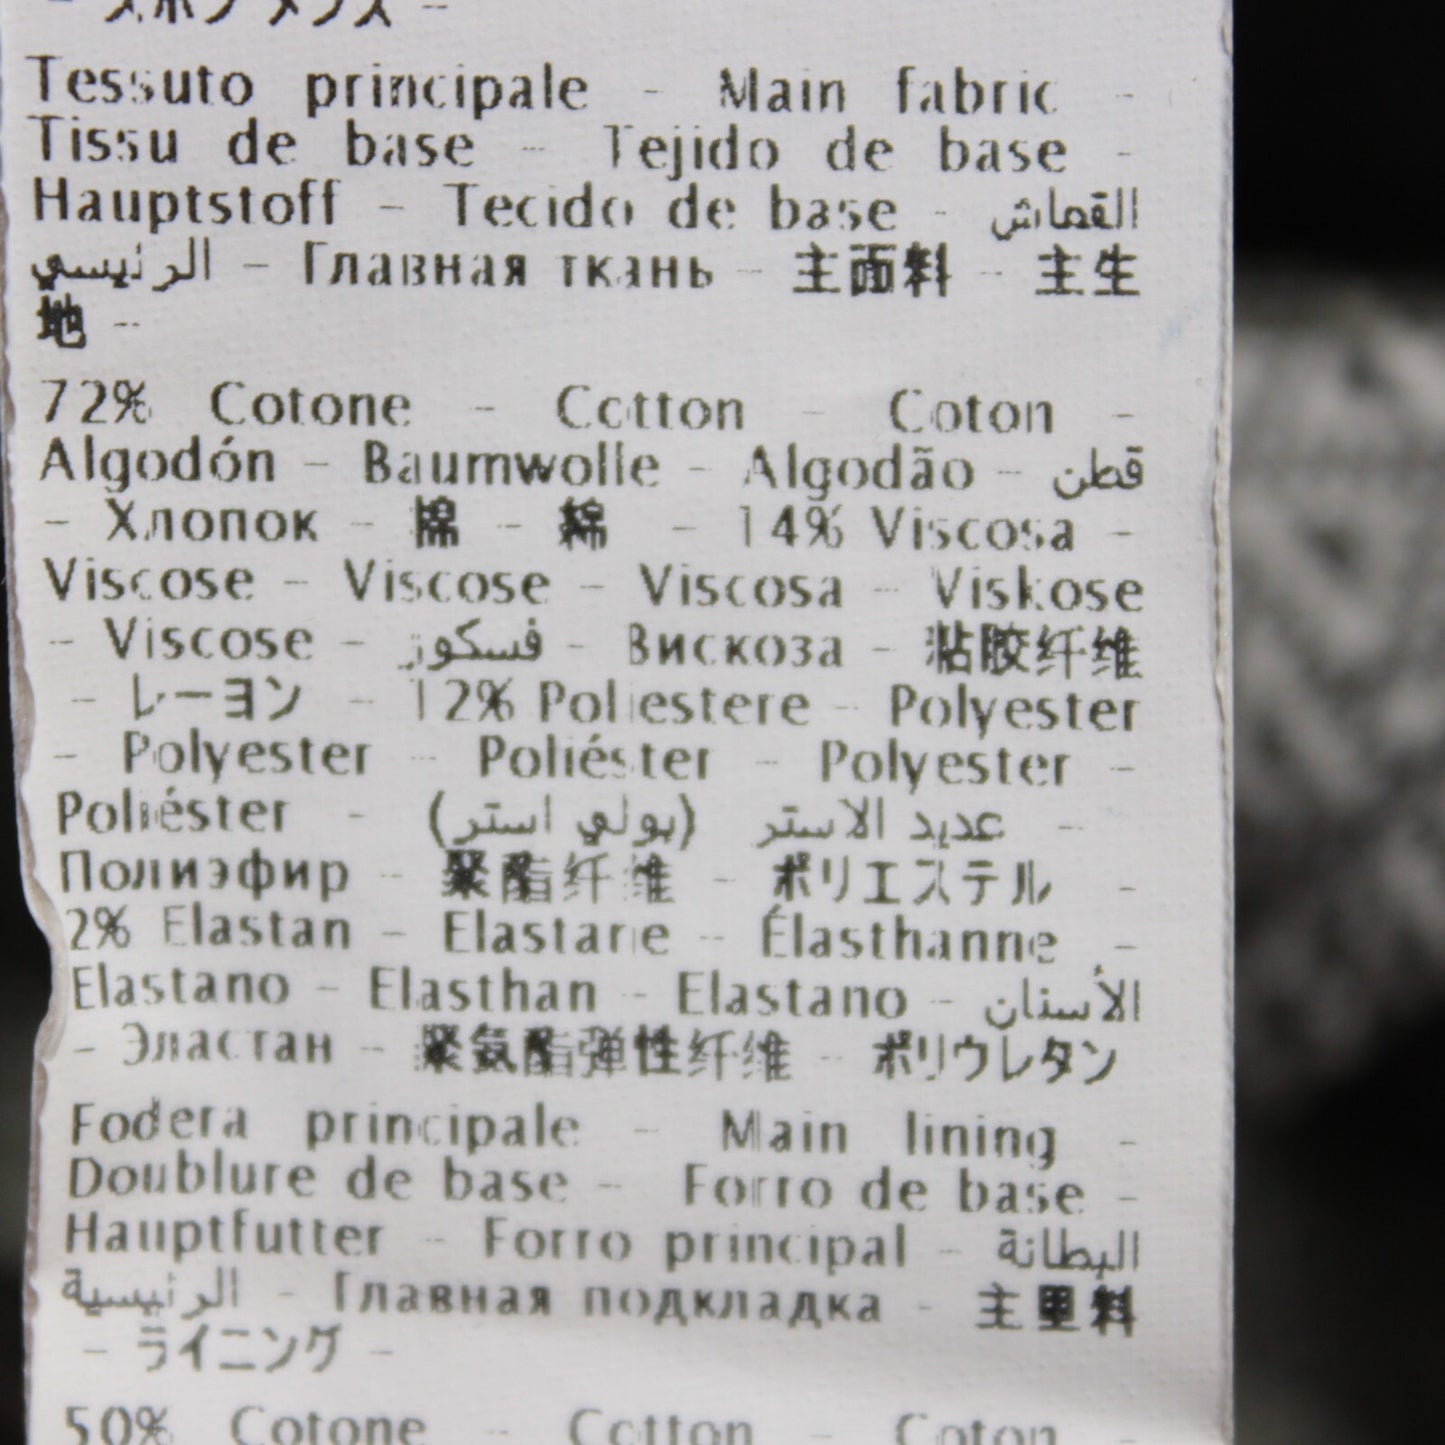 Tessuto principale - Main fabric -
Tissu de base - Tejido de base -
Hauptstoff - Tecido de base - القماش
الرئيسي - Главная ткань - 主面料 - 主生
地 -
72% Cotone - Cotton - Coton -
Algodón - Baumwolle - Algodão - قطن
- Хлопок - 棉 - 綿 - 14% Viscosa -
Viscose - Viscose - Viscosa - Viskose
- Viscose - فسكوز - Вискоза - 粘胶纤维
- レーヨン - 12% Poliestere - Polyester
- Polyester - Poliéster - Polyester -
Poliéster - عديد الاستر (بولي استر) -
Полиэфир - 聚酯纤维 - ポリエステル -
2% Elastan - Elastane - Élasthanne -
Elastano - Elasthan - Elastano - الأستان
- Эластан - 聚氨酯弹性纤维 - ポリウレタン
Fodera principale - Main lining -
Doublure de base - Forro de base -
Hauptfutter - Forro principal - البطانة
الرئيسية - Главная подкладка - 主里料
- ライニング -
50% Cotone - Cotton - Coton -